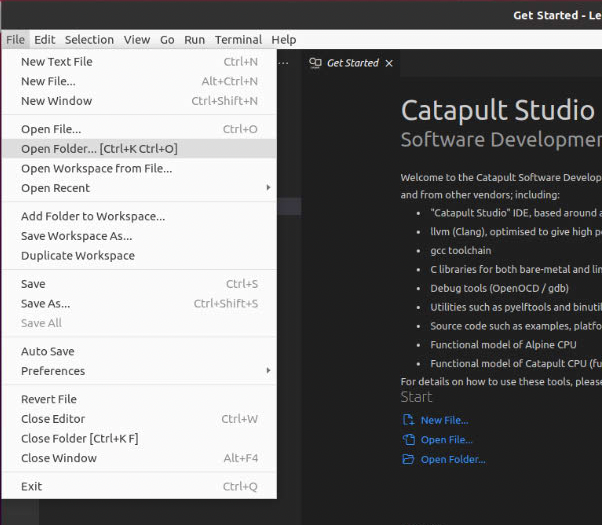 Get Started - Le
File Edit Selection View Go Run Terminal Help
New Text File Ctrl+N
New File... Alt+Ctrl+N
New Window Ctrl+Shift+N
Open File... Ctrl+O
Open Folder... [Ctrl+K Ctrl+O]
Open Workspace from File...
Open Recent
Add Folder to Workspace...
Save Workspace As...
Duplicate Workspace
Save Ctrl+S
Save As... Ctrl+Shift+S
Save All
Auto Save
Preferences
Revert File
Close Editor Ctrl+W
Close Folder [Ctrl+K F]
Close Window Alt+F4
Exit Ctrl+Q
... Get Started
Catapult Studio
Software Developmen
Welcome to the Catapult Software Develop
and from other vendors; including:
• "Catapult Studio" IDE, based around a
• llvm (Clang), optimised to give high pe
• gcc toolchain
• C libraries for both bare-metal and lin
• Debug tools (OpenOCD / gdb)
• Utilities such as pyelftools and binutil
• Source code such as examples, platfo
• Functional model of Alpine CPU
• Functional model of Catapult CPU (fu
For details on how to use these tools, please
Start
New File...
Open File...
Open Folder...